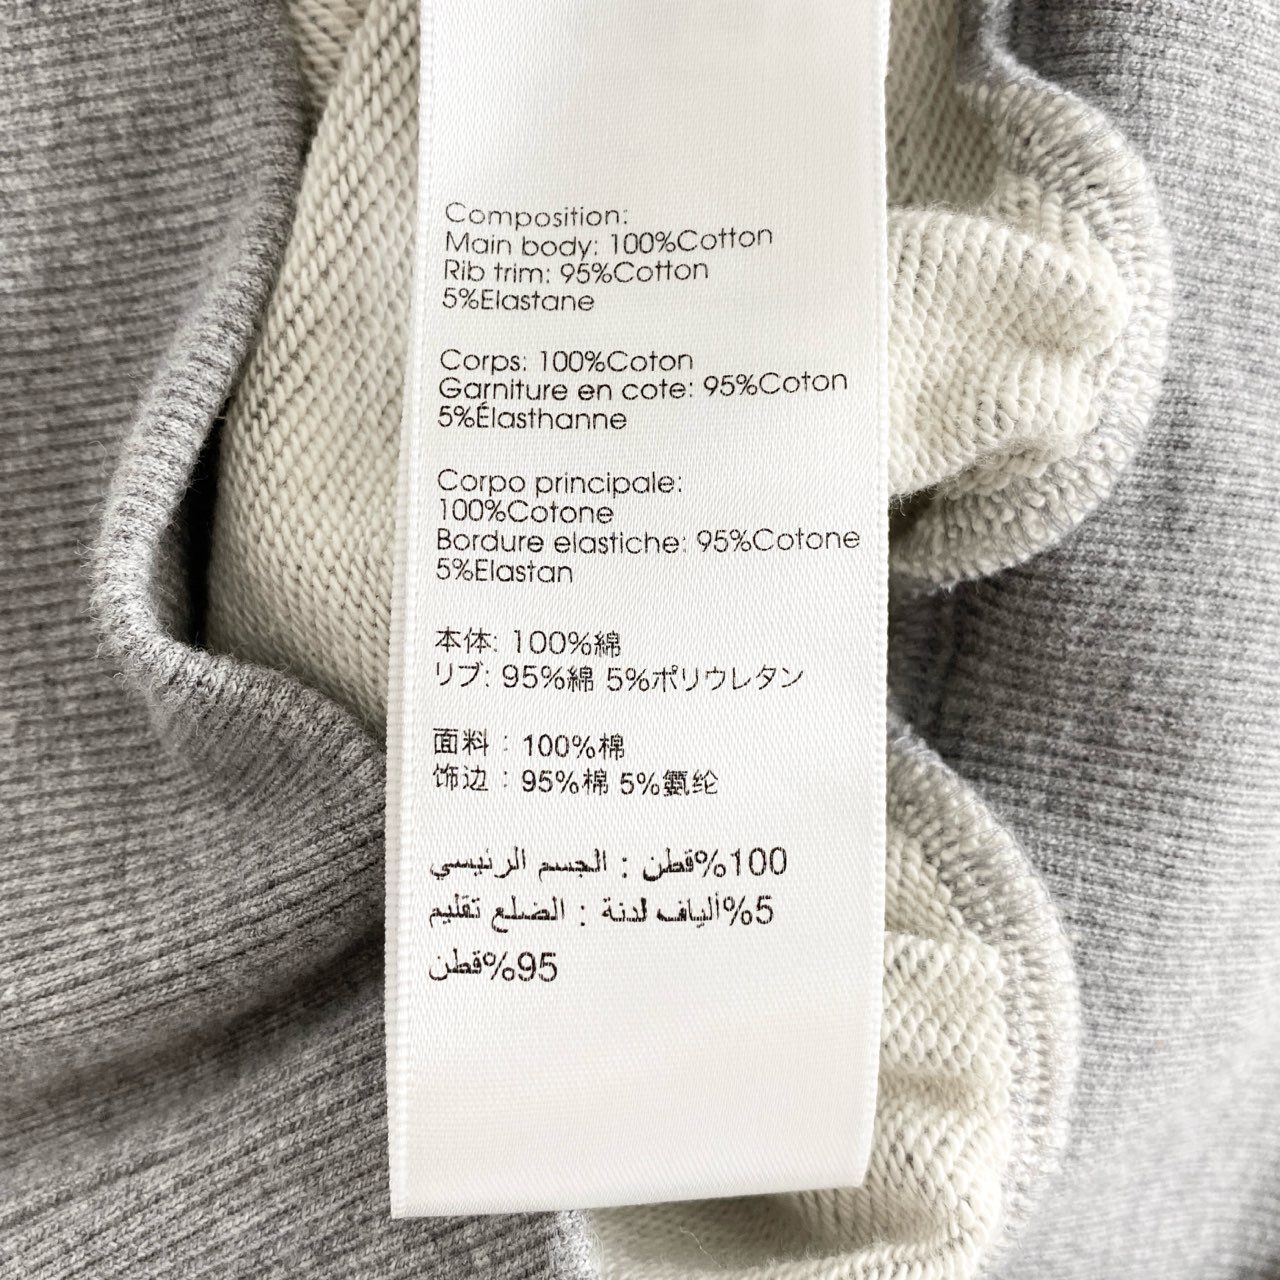 Composition:
Main body: 100%Cotton
Rib trim: 95%Cotton
5%Elastane
Corps: 100%Coton
Garniture en cote: 95%Coton
5%Élasthanne
Corpo principale:
100%Cotone
Bordure elastiche: 95%Cotone
5%Elastan
本体: 100%綿
リブ: 95%綿 5%ポリウレタン
面料：100%棉
饰边：95%棉 5%氨纶
الجسم الرئيسي : قطن%100
الضلع تقليم : ألياف لدنة%5
قطن%95